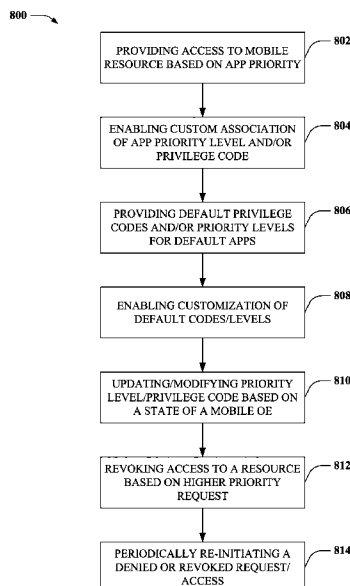 800
PROVIDING ACCESS TO MOBILE
RESOURCE BASED ON APP PRIORITY
802
ENABLING CUSTOM ASSOCIATION
OF APP PRIORITY LEVEL AND/OR
PRIVILEGE CODE
804
PROVIDING DEFAULT PRIVILEGE
CODES AND/OR PRIORITY LEVELS
FOR DEFAULT APPS
806
ENABLING CUSTOMIZATION OF
DEFAULT CODES/LEVELS
808
UPDATING/MODIFYING PRIORITY
LEVEL/PRIVILEGE CODE BASED ON
A STATE OF A MOBILE OE
810
REVOKING ACCESS TO A RESOURCE
BASED ON HIGHER PRIORITY
REQUEST
812
PERIODICALLY RE-INITIATING A
DENIED OR REVOKED REQUEST/
ACCESS
814